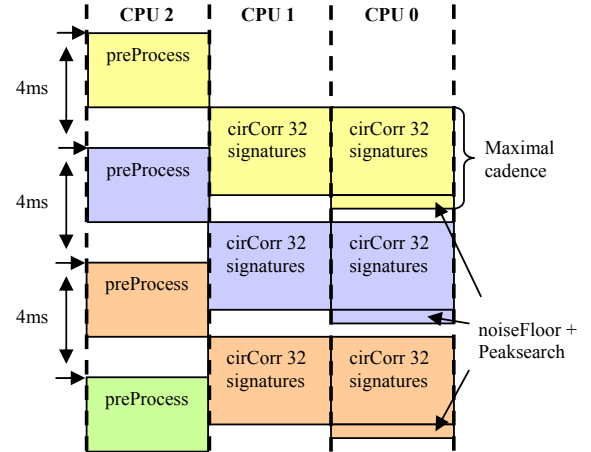 CPU 2 CPU 1 CPU 0
preProcess
4ms
cirCorr 32
signatures
cirCorr 32
signatures
Maximal
cadence
preProcess
4ms
cirCorr 32
signatures
cirCorr 32
signatures
preProcess
4ms
noiseFloor +
Peaksearch
cirCorr 32
signatures
cirCorr 32
signatures
preProcess